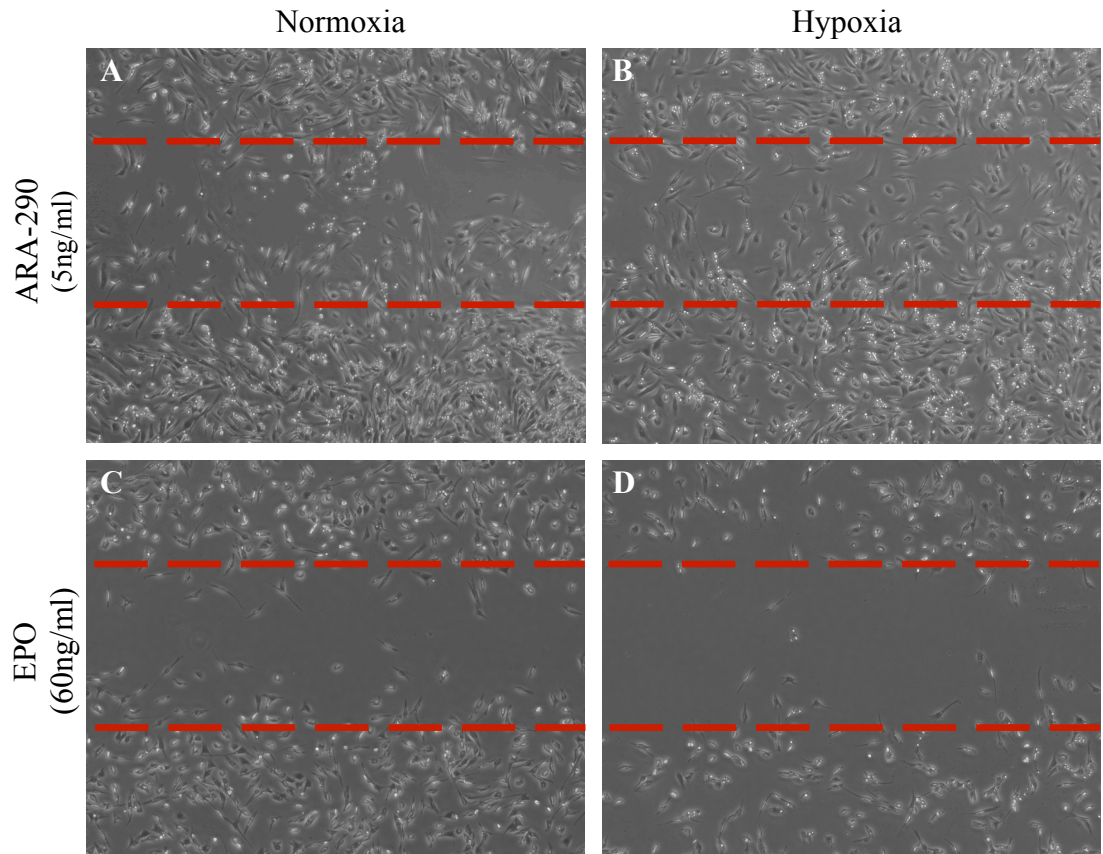 Normoxia
Hypoxia
ARA-290
(5ng/ml)
A
B
EPO
(60ng/ml)
C
D